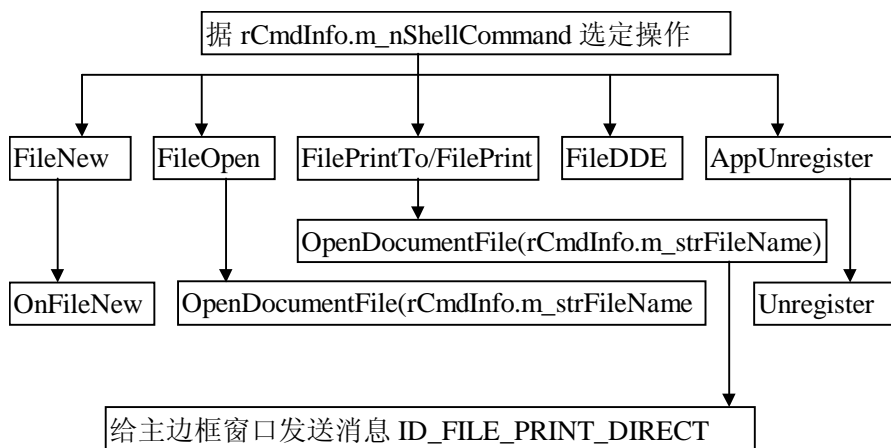 据 rCmdInfo.m_nShellCommand 选定操作
FileNew
FileOpen
FilePrintTo/FilePrint
FileDDE
AppUnregister
OpenDocumentFile(rCmdInfo.m_strFileName)
OnFileNew
OpenDocumentFile(rCmdInfo.m_strFileName
Unregister
给主边框窗口发送消息 ID_FILE_PRINT_DIRECT